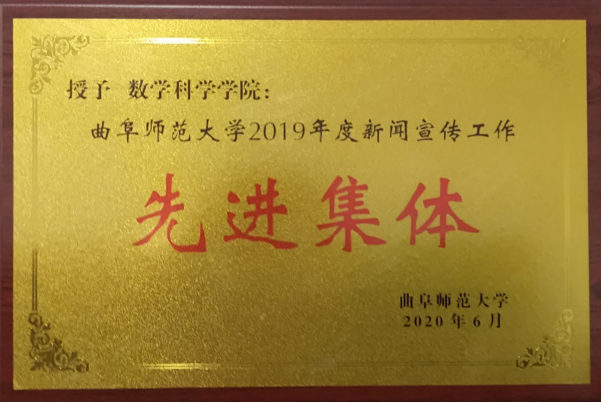 授予 数学科学学院：
曲阜师范大学2019年度新闻宣传工作
先进集体
曲阜师范大学
2020年6月